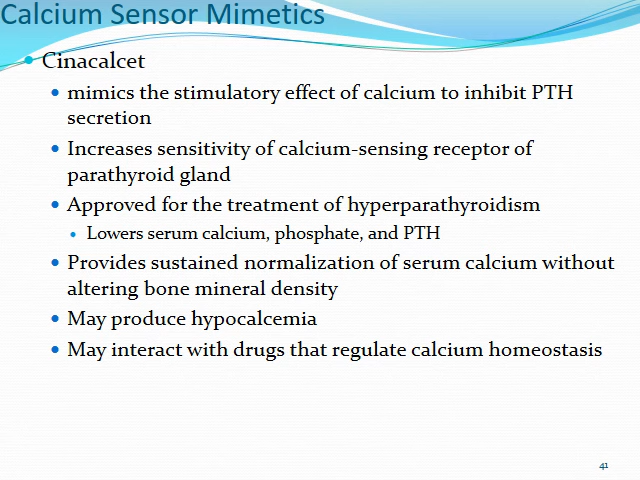 Calcium Sensor Mimetics
• Cinacalcet
• mimics the stimulatory effect of calcium to inhibit PTH
secretion
• Increases sensitivity of calcium-sensing receptor of
parathyroid gland
• Approved for the treatment of hyperparathyroidism
• Lowers serum calcium, phosphate, and PTH
• Provides sustained normalization of serum calcium without
altering bone mineral density
• May produce hypocalcemia
• May interact with drugs that regulate calcium homeostasis
41